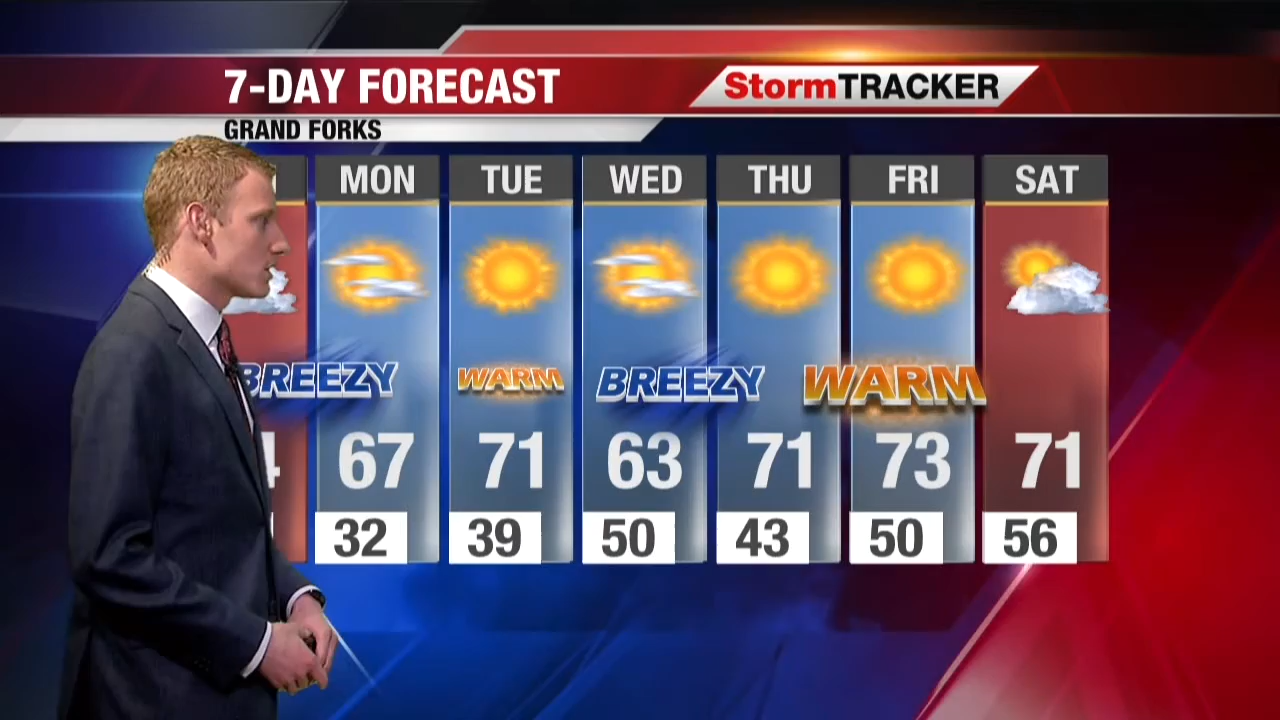 7-DAY FORECAST
StormTRACKER
GRAND FORKS
MON TUE WED THU FRI SAT
BREEZY WARM BREEZY WARM
67 71 63 71 73 71
32 39 50 43 50 56